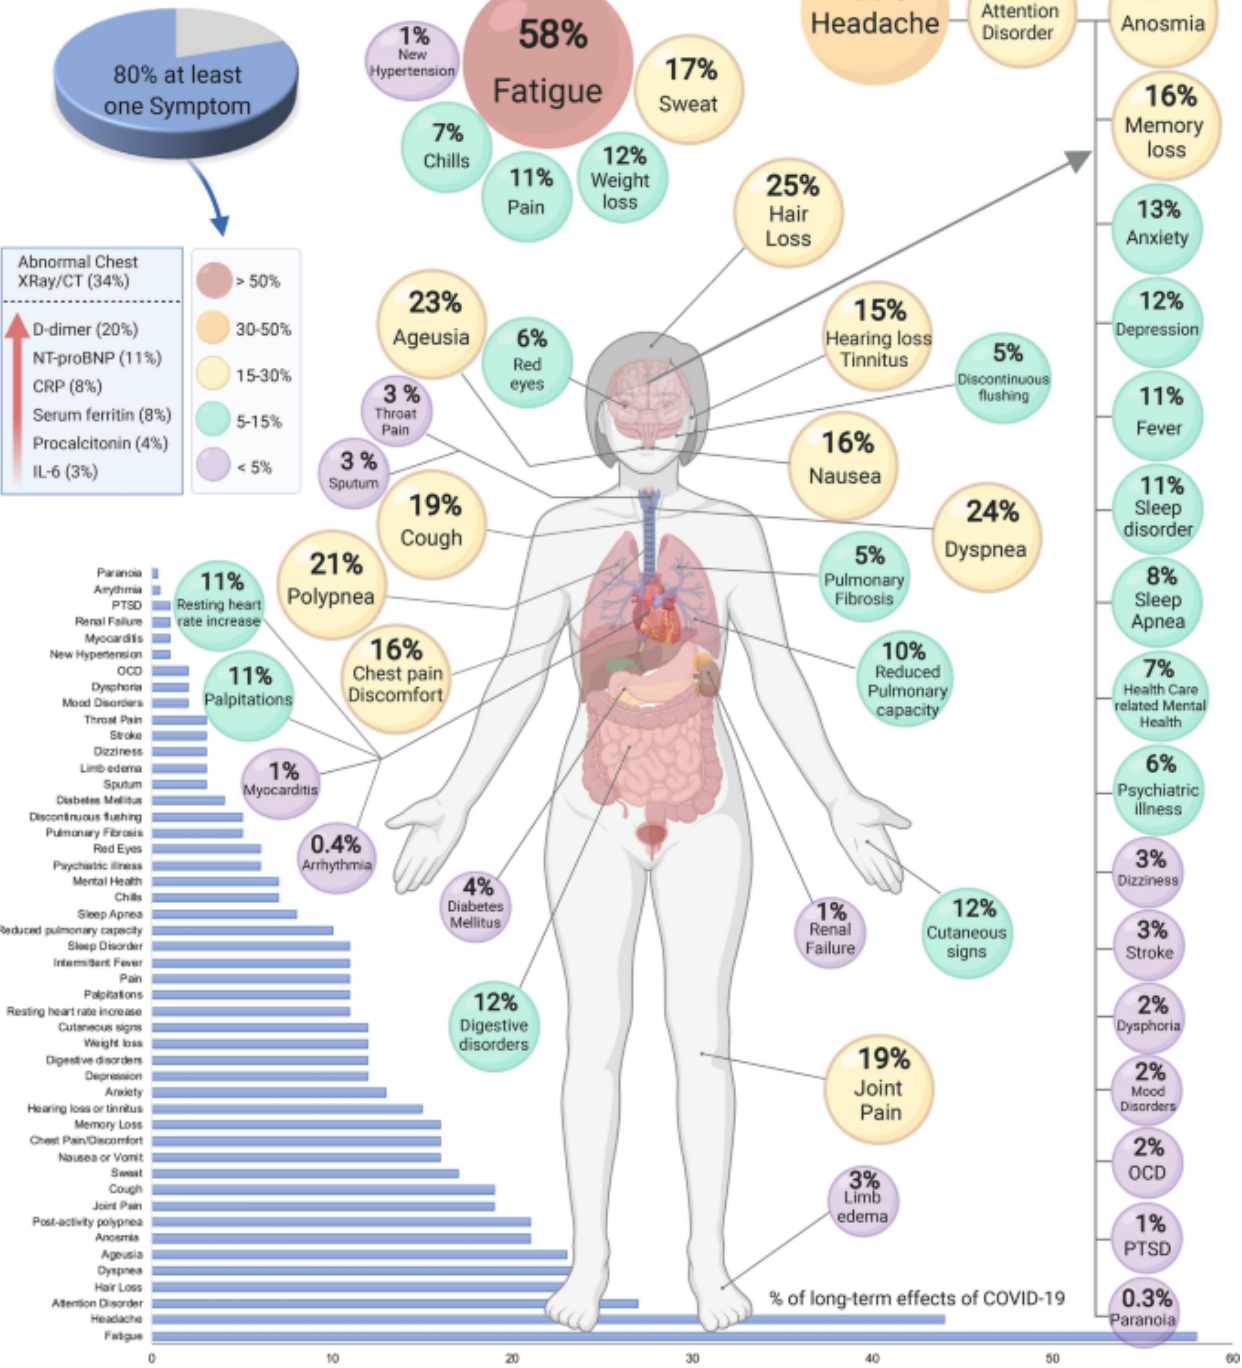 80% at least
one Symptom
1%
New
Hypertension
58%
Fatigue
17%
Sweat
7%
Chills
11%
Pain
12%
Weight
loss
Headache
Attention
Disorder
Anosmia
16%
Memory
loss
13%
Anxiety
12%
Depression
11%
Fever
11%
Sleep
disorder
8%
Sleep
Apnea
7%
Health Care
related Mental
Health
6%
Psychiatric
illness
3%
Dizziness
3%
Stroke
2%
Dysphoria
2%
Mood
Disorders
2%
OCD
1%
PTSD
0.3%
Paranoia
Abnormal Chest
XRay/CT (34%)
D-dimer (20%)
NT-proBNP (11%)
CRP (8%)
Serum ferritin (8%)
Procalcitonin (4%)
IL-6 (3%)
> 50%
30-50%
15-30%
5-15%
< 5%
25%
Hair
Loss
23%
Ageusia
6%
Red
eyes
15%
Hearing loss
Tinnitus
5%
Discontinuous
flushing
3 %
Throat
Pain
3 %
Sputum
16%
Nausea
19%
Cough
24%
Dyspnea
21%
Polypnea
5%
Pulmonary
Fibrosis
11%
Resting heart
rate increase
16%
Chest pain
Discomfort
10%
Reduced
Pulmonary
capacity
11%
Palpitations
1%
Myocarditis
0.4%
Arrhythmia
4%
Diabetes
Mellitus
1%
Renal
Failure
12%
Cutaneous
signs
12%
Digestive
disorders
19%
Joint
Pain
3%
Limb
edema
Paranoia
Arrythmia
PTSD
Renal Failure
Myocarditis
New Hypertension
OCD
Dysphoria
Mood Disorders
Throat Pain
Stroke
Dizziness
Limb edema
Sputum
Diabetes Mellitus
Discontinuous flushing
Pulmonary Fibrosis
Red Eyes
Psychiatric illness
Mental Health
Chills
Sleep Apnea
Reduced pulmonary capacity
Sleep Disorder
Intermittent Fever
Pain
Palpitations
Resting heart rate increase
Cutaneous signs
Weight loss
Digestive disorders
Depression
Anxiety
Hearing loss or tinnitus
Memory Loss
Chest Pain/Discomfort
Nausea or Vomit
Sweat
Cough
Joint Pain
Post-activity polypnea
Anosmia
Ageusia
Dyspnea
Hair Loss
Attention Disorder
Headache
Fatigue
% of long-term effects of COVID-19
0 10 20 30 40 50 60